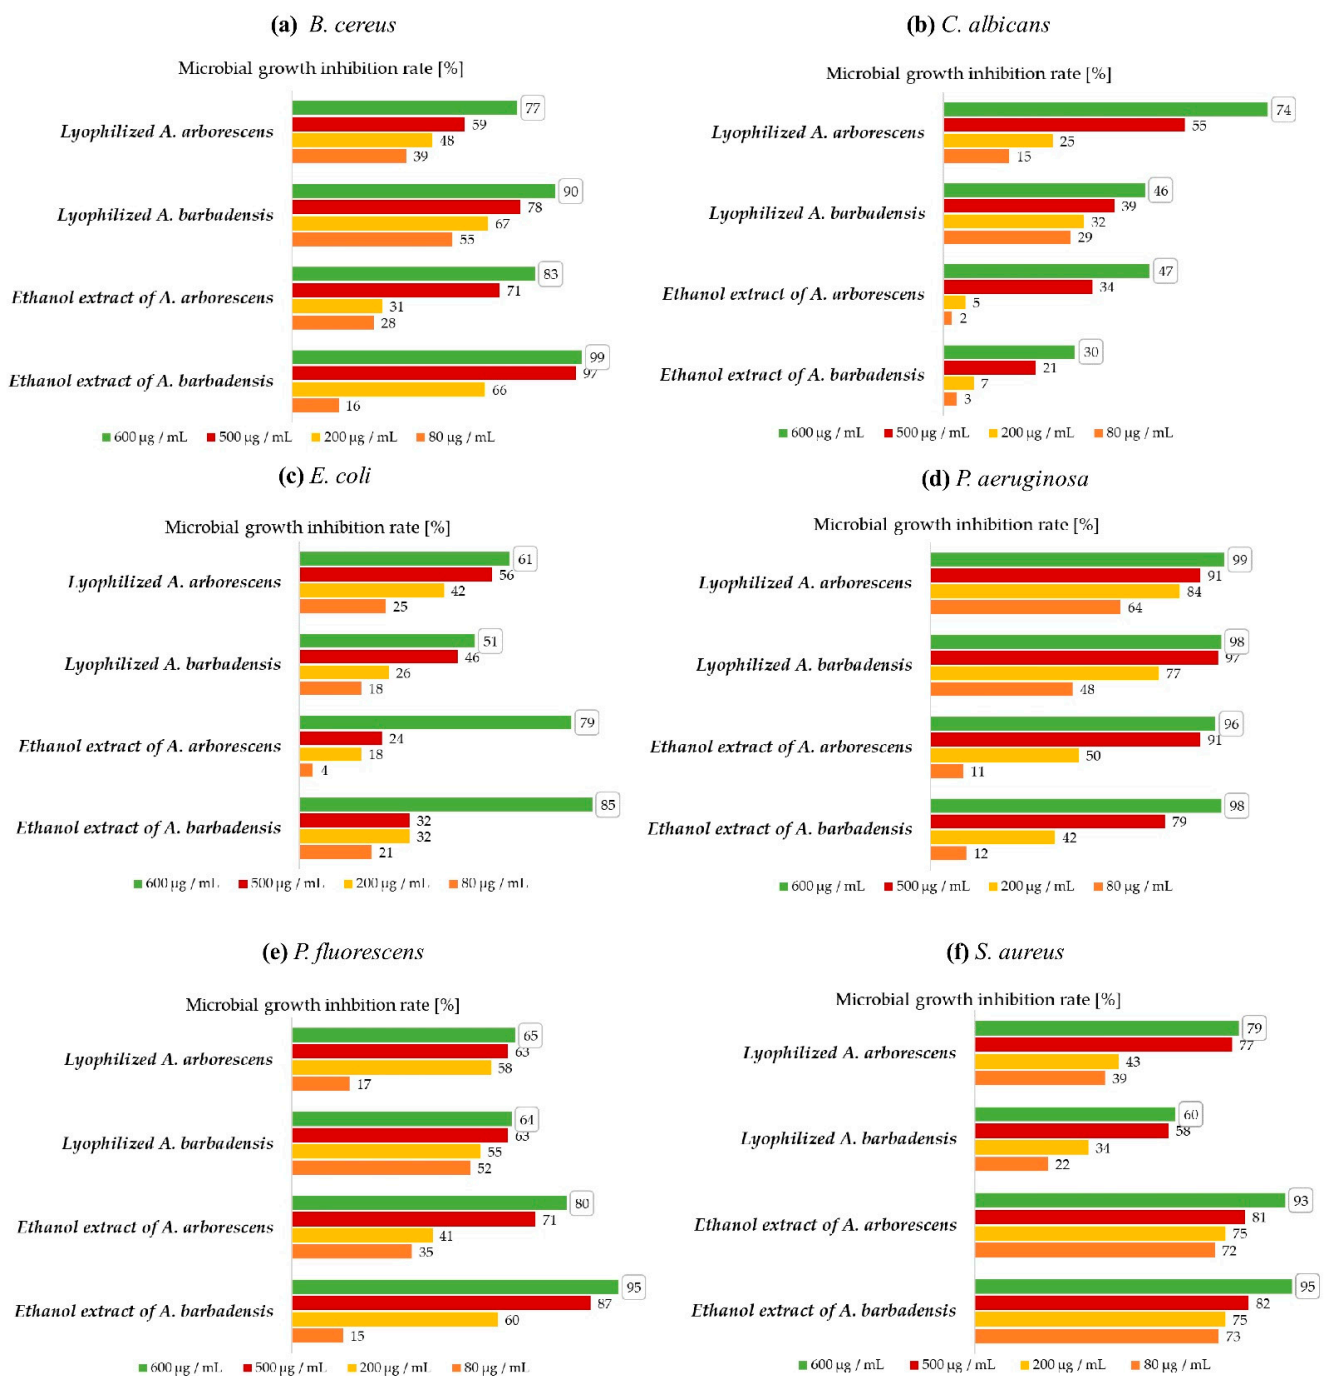 (a) B. cereus
Microbial growth inhibition rate [%]
Lyophilized A. arborescens
77
59
48
39
Lyophilized A. barbadensis
90
78
67
55
Ethanol extract of A. arborescens
83
71
31
28
Ethanol extract of A. barbadensis
99
97
66
16
600 µg / mL 500 µg / mL 200 µg / mL 80 µg / mL
(b) C. albicans
Microbial growth inhibition rate [%]
Lyophilized A. arborescens
74
55
25
15
Lyophilized A. barbadensis
46
39
32
29
Ethanol extract of A. arborescens
47
34
5
2
Ethanol extract of A. barbadensis
30
21
7
3
600 µg / mL 500 µg / mL 200 µg / mL 80 µg / mL
(c) E. coli
Microbial growth inhibition rate [%]
Lyophilized A. arborescens
61
56
42
25
Lyophilized A. barbadensis
51
46
26
18
Ethanol extract of A. arborescens
79
24
18
4
Ethanol extract of A. barbadensis
85
32
32
21
600 µg / mL 500 µg / mL 200 µg / mL 80 µg / mL
(d) P. aeruginosa
Microbial growth inhibition rate [%]
Lyophilized A. arborescens
99
91
84
64
Lyophilized A. barbadensis
98
97
77
48
Ethanol extract of A. arborescens
96
91
50
11
Ethanol extract of A. barbadensis
98
79
42
12
600 µg / mL 500 µg / mL 200 µg / mL 80 µg / mL
(e) P. fluorescens
Microbial growth inhbition rate [%]
Lyophilized A. arborescens
65
63
58
17
Lyophilized A. barbadensis
64
63
55
52
Ethanol extract of A. arborescens
80
71
41
35
Ethanol extract of A. barbadensis
95
87
60
15
600 µg / mL 500 µg / mL 200 µg / mL 80 µg / mL
(f) S. aureus
Microbial growth inhibition rate [%]
Lyophilized A. arborescens
79
77
43
39
Lyophilized A. barbadensis
60
58
34
22
Ethanol extract of A. arborescens
93
81
75
72
Ethanol extract of A. barbadensis
95
82
75
73
600 µg / mL 500 µg / mL 200 µg / mL 80 µg / mL